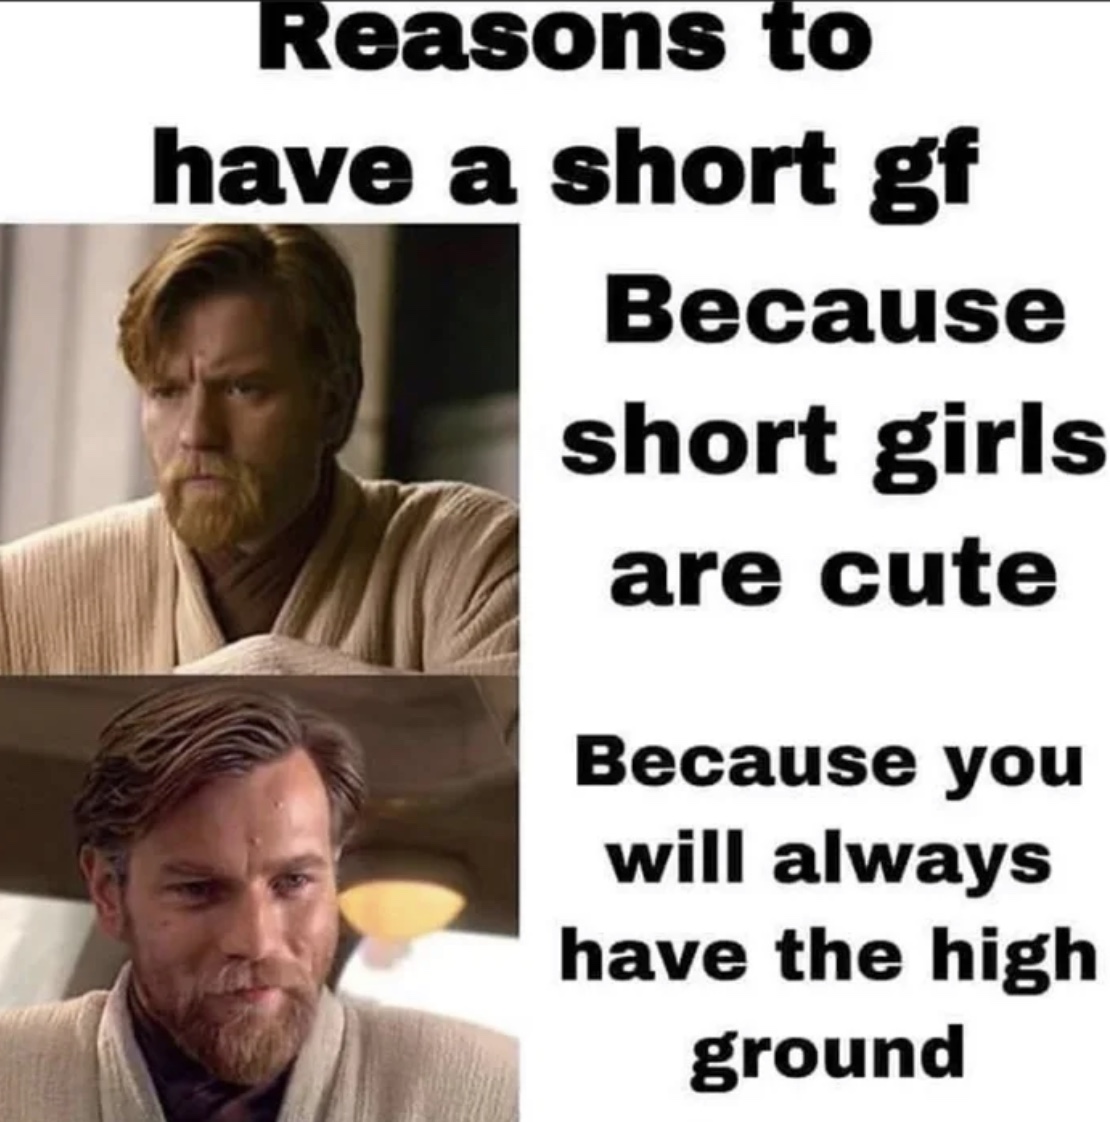 Reasons to
have a short gf
Because
short girls
are cute
Because you
will always
have the high
ground